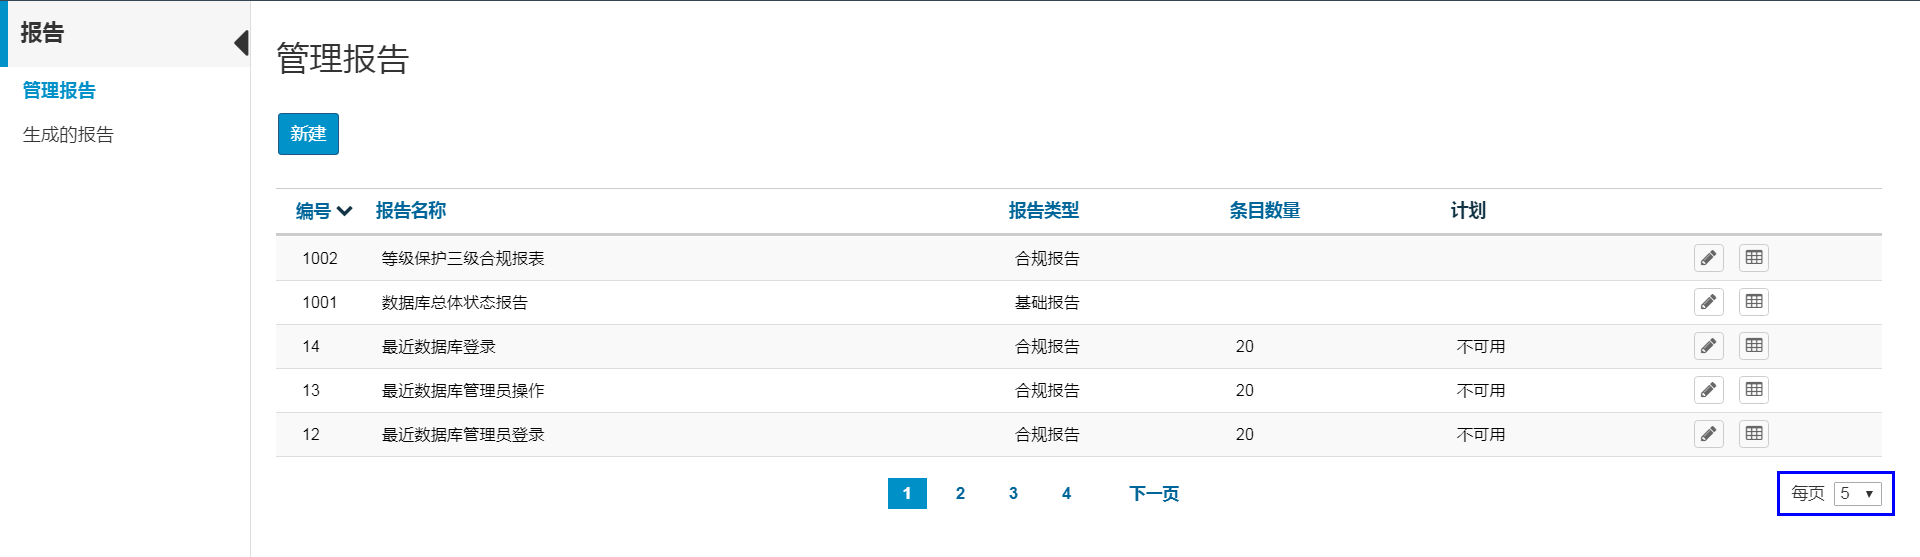 报告
管理报告
生成的报告
管理报告
新建
编号 报告名称 报告类型 条目数量 计划
1002 等级保护三级合规报表 合规报告
1001 数据库总体状态报告 基础报告
14 最近数据库登录 合规报告 20 不可用
13 最近数据库管理员操作 合规报告 20 不可用
12 最近数据库管理员登录 合规报告 20 不可用
1 2 3 4 下一页 每页 5